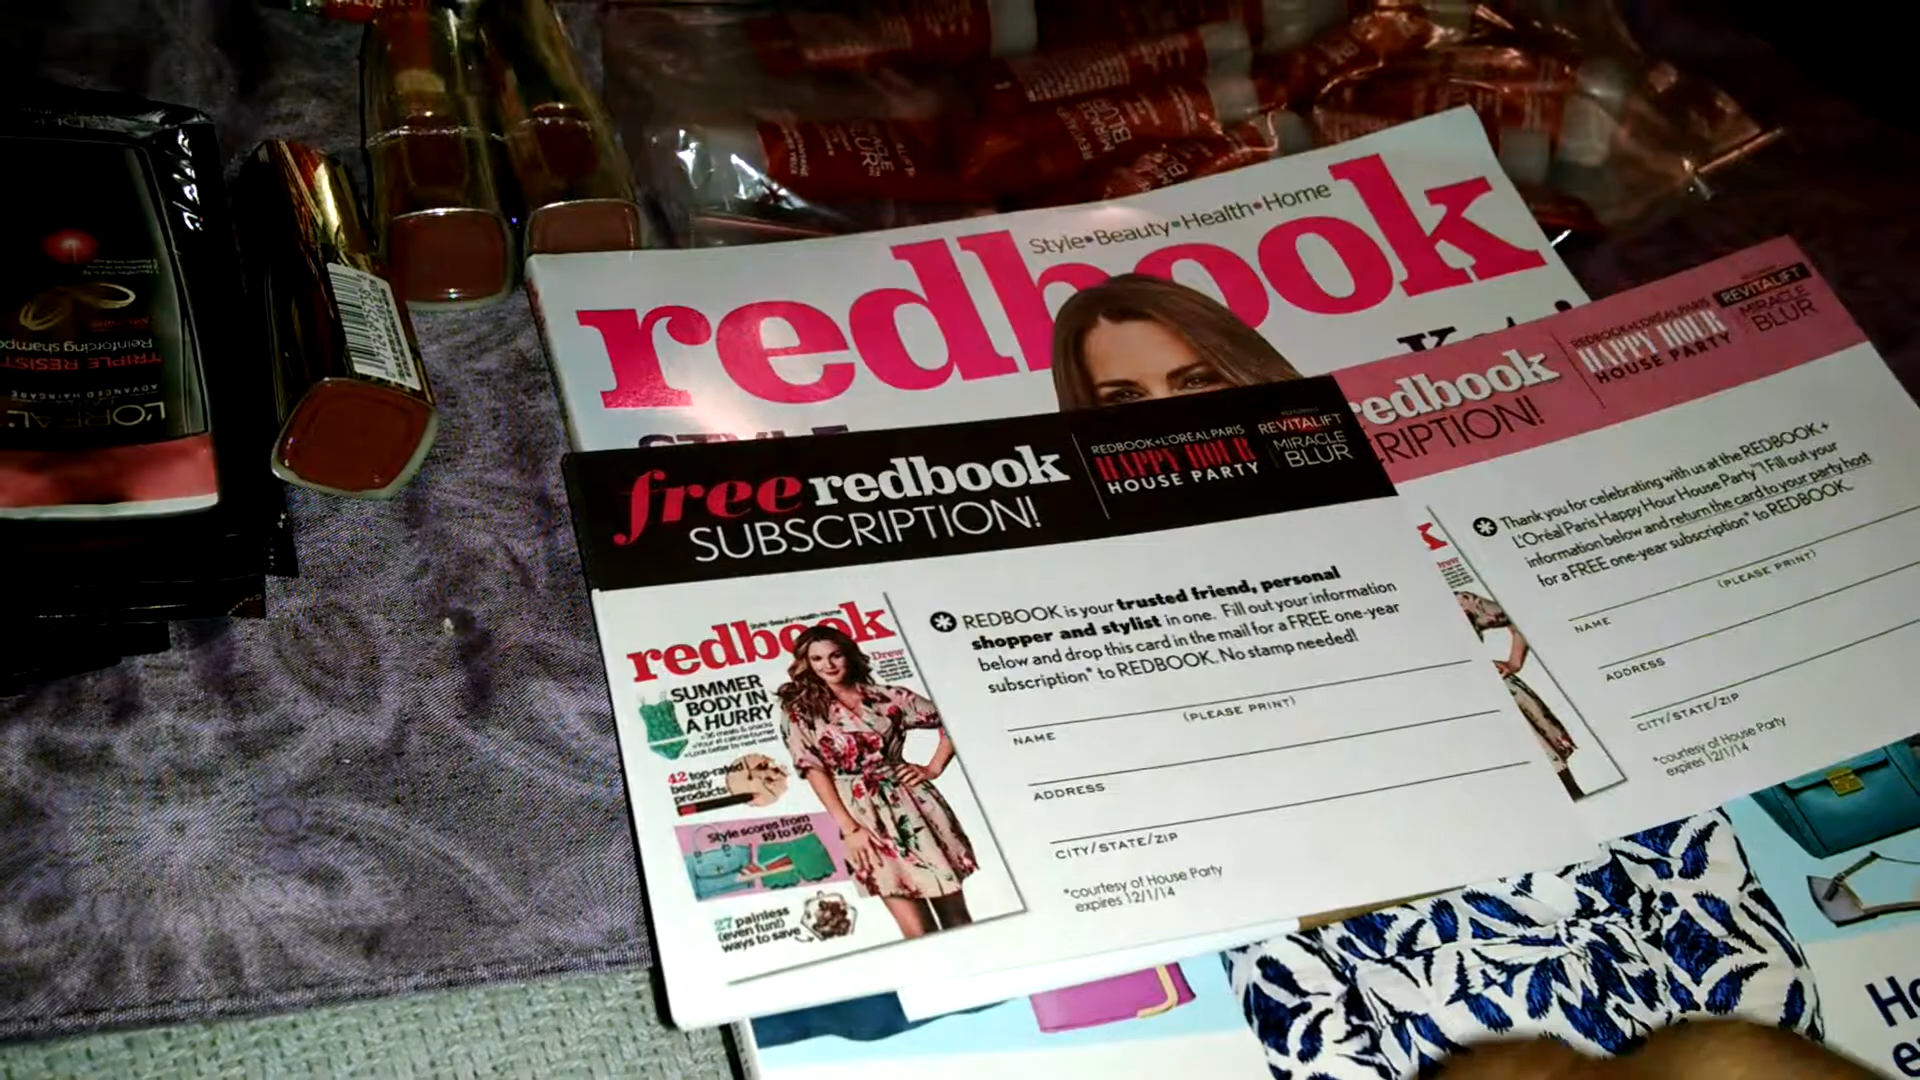 Style • Beauty • Health • Home
redbook
STYLE
free redbook
SUBSCRIPTION!
REDBOOK + L'ORÉAL PARIS
HAPPY HOUR
HOUSE PARTY
REVITALIFT
MIRACLE
BLUR
REDBOOK is your trusted friend, personal
shopper and stylist in one. Fill out your information
below and drop this card in the mail for a FREE one-year
subscription* to REDBOOK. No stamp needed!
(PLEASE PRINT)
NAME
ADDRESS
CITY/STATE/ZIP
*courtesy of House Party
expires 12/1/14
redbook
Drew
SUMMER
BODY IN
A HURRY
42 top-rated
beauty
products
Style scores from
$9 to $50
27 painless
(even fun!)
ways to save
redbook
CRIPTION!
REDBOOK + L'ORÉAL PARIS
HAPPY HOUR
HOUSE PARTY
REVITALIFT
MIRACLE
BLUR
Thank you for celebrating with us at the REDBOOK +
L'Oréal Paris Happy Hour House Party™! Fill out your
information below and return the card to your party host
for a FREE one-year subscription* to REDBOOK.
(PLEASE PRINT)
NAME
ADDRESS
CITY/STATE/ZIP
*courtesy of House Party
expires 12/1/14
L'ORÉAL
ADVANCED HAIRCARE
TRIPLE RESIST
Reinforcing shampoo
REVITALIFT
MIRACLE
BLUR